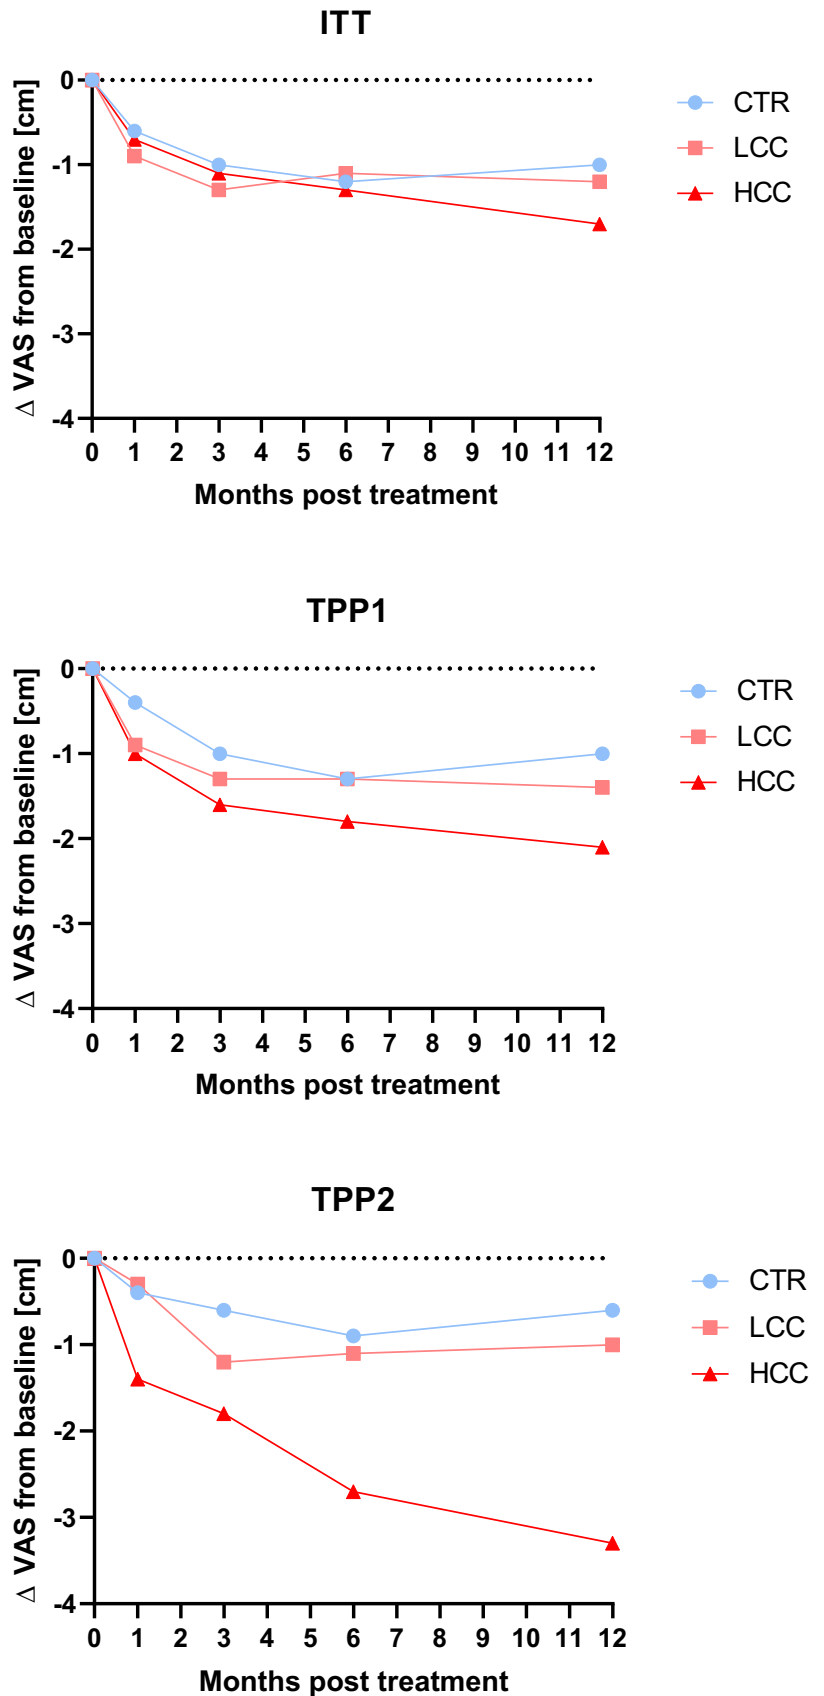 ITT
Δ VAS from baseline [cm]
0
-1
-2
-3
-4
0 1 2 3 4 5 6 7 8 9 10 11 12
Months post treatment
CTR
LCC
HCC
TPP1
Δ VAS from baseline [cm]
0
-1
-2
-3
-4
0 1 2 3 4 5 6 7 8 9 10 11 12
Months post treatment
CTR
LCC
HCC
TPP2
Δ VAS from baseline [cm]
0
-1
-2
-3
-4
0 1 2 3 4 5 6 7 8 9 10 11 12
Months post treatment
CTR
LCC
HCC